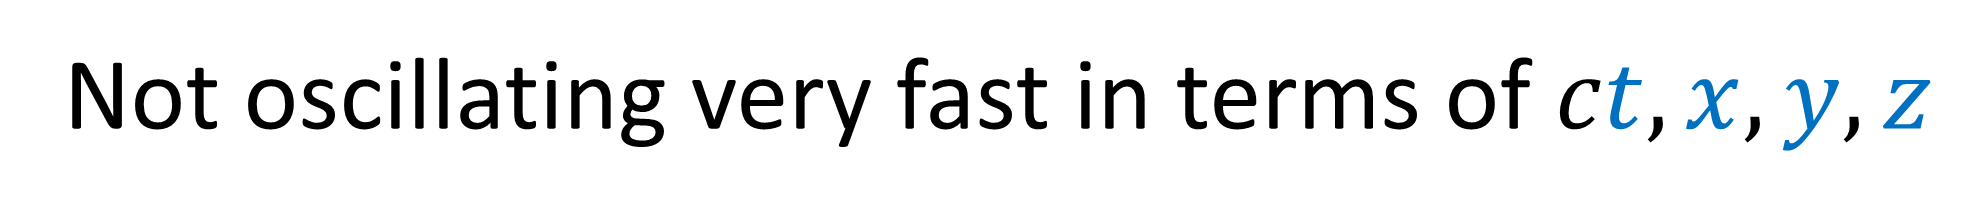 Not oscillating very fast in terms of ct, x, y, z